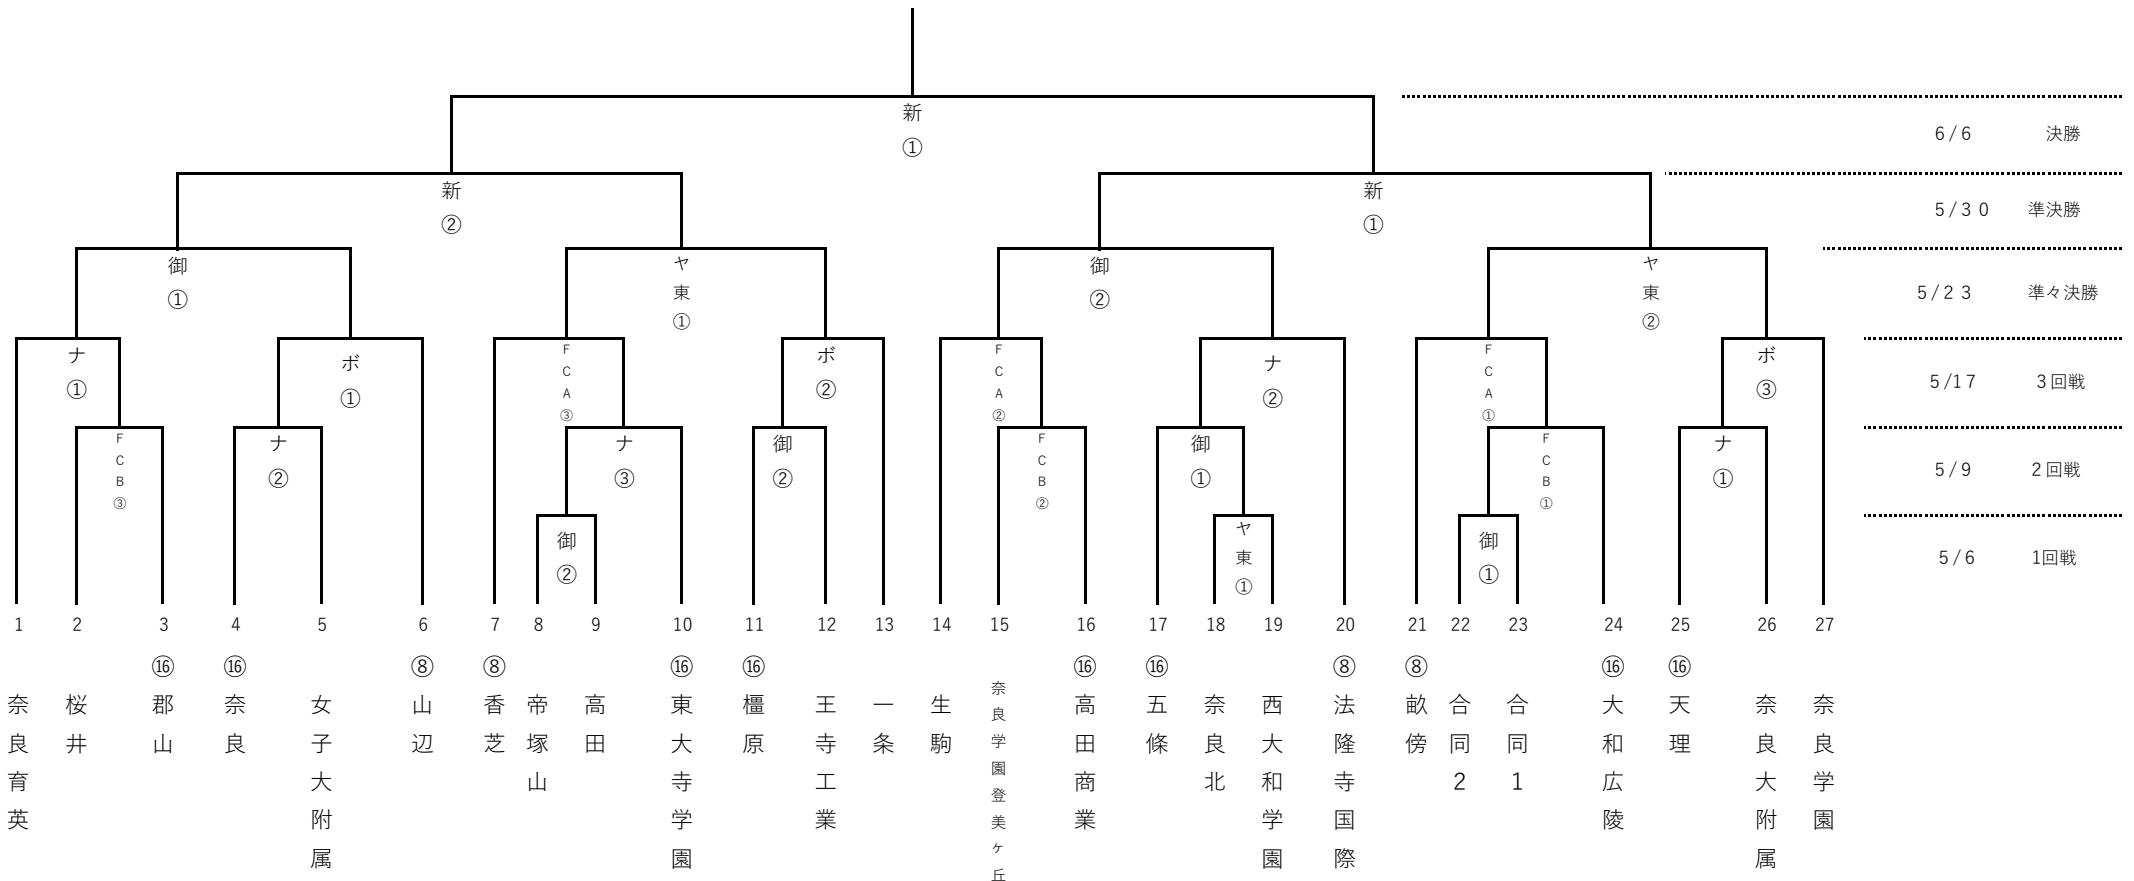 新
①
6/6 決勝
新
②
新
①
5/30 準決勝
御
①
ヤ東①
御
②
ヤ東②
5/23 準々決勝
ナ
①
ボ
①
FCA③
ボ
②
FCA②
ナ
②
FCA①
ボ
③
5/17 3回戦
FCB③
ナ
②
ナ
③
御
②
FCB②
御
①
FCB①
ナ
①
5/9 2回戦
御
②
ヤ東①
御
①
5/6 1回戦
1 奈良育英
2 桜井
3 ⑯ 郡山
4 ⑯ 奈良
5 女子大附属
6 ⑧ 山辺
7 ⑧ 香芝
8 帝塚山
9 高田
10 ⑯ 東大寺学園
11 ⑯ 橿原
12 王寺工業
13 一条
14 生駒
15 奈良学園登美ヶ丘
16 ⑯ 高田商業
17 ⑯ 五條
18 奈良北
19 西大和学園
20 ⑧ 法隆寺国際
21 ⑧ 畝傍
22 合同2
23 合同1
24 ⑯ 大和広陵
25 ⑯ 天理
26 奈良大附属
27 奈良学園